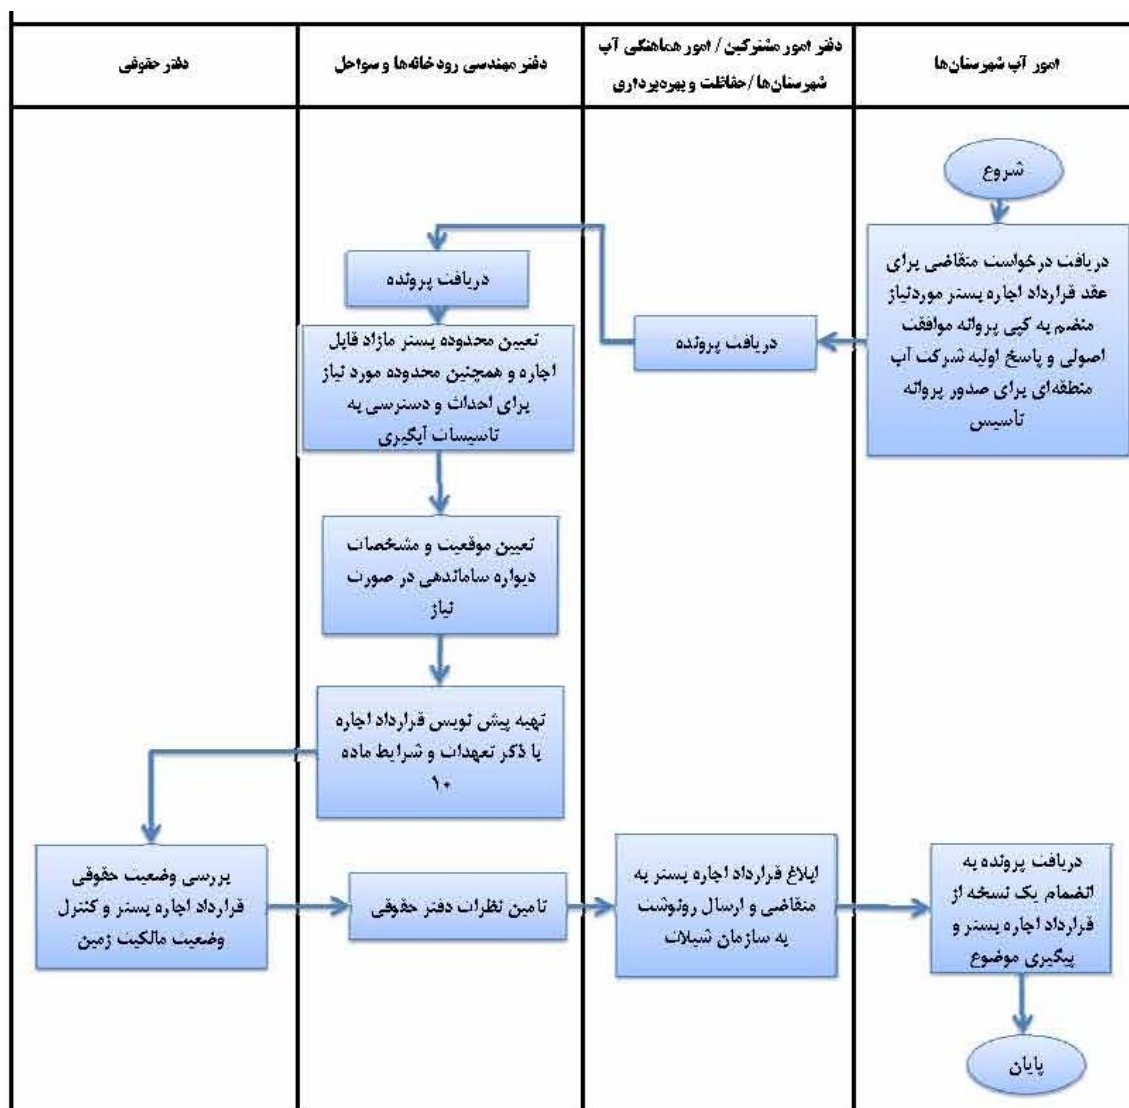 امور آب شهرستان‌ها
دفتر امور مشترکین / امور هماهنگی آب
شهرستان‌ها / حفاظت و بهره‌برداری
دفتر مهندسی رودخانه‌ها و سواحل
دفتر حقوقی
شروع
دریافت درخواست متقاضی برای
عقد قرارداد اجاره بستر موردنیاز
منضم به کپی پروانه موافقت
اصولی و پاسخ اولیه شرکت آب
منطقه‌ای برای صدور پروانه
تأسیس
دریافت پرونده
دریافت پرونده
تعیین محدوده بستر مازاد قابل
اجاره و همچنین محدوده مورد نیاز
برای احداث و دسترسی به
تاسیسات آبگیری
تعیین موقعیت و مشخصات
دیواره ساماندهی در صورت
نیاز
تهیه پیش نویس قرارداد اجاره
با ذکر تعهدات و شرایط ماده
۱۰
بررسی وضعیت حقوقی
قرارداد اجاره بستر و کنترل
وضعیت مالکیت زمین
تامین نظرات دفتر حقوقی
ابلاغ قرارداد اجاره بستر به
متقاضی و ارسال رونوشت
به سازمان شیلات
دریافت پرونده به
انضمام یک نسخه از
قرارداد اجاره بستر و
پیگیری موضوع
پایان